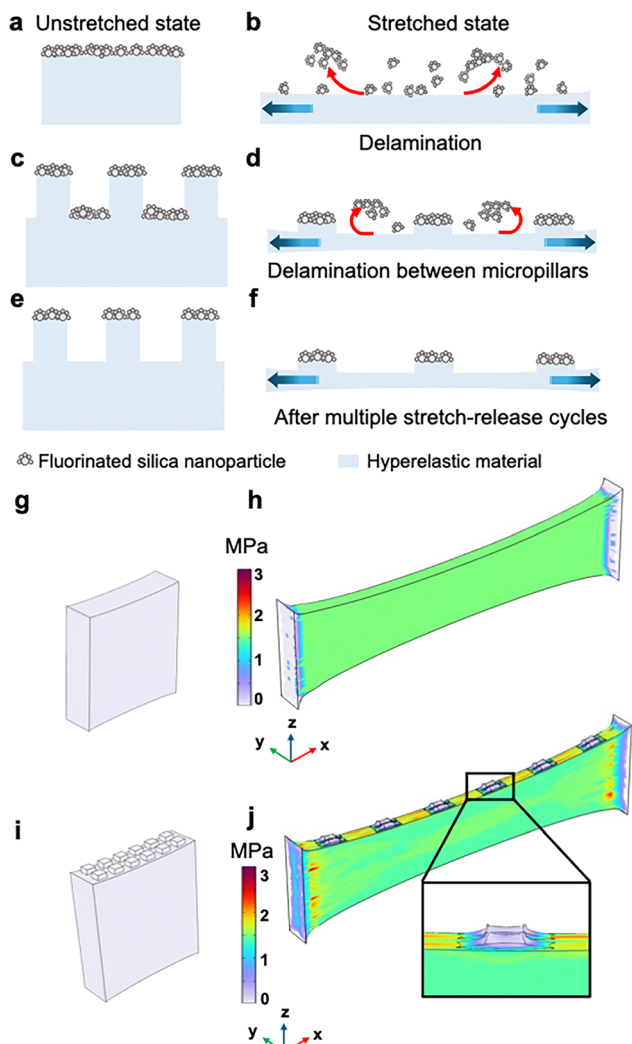 a Unstretched state
b Stretched state
Delamination
c
d
Delamination between micropillars
e
f
After multiple stretch-release cycles
Fluorinated silica nanoparticle
Hyperelastic material
g
h
MPa
3
2
1
0
z
y
x
i
j
MPa
3
2
1
0
z
y
x